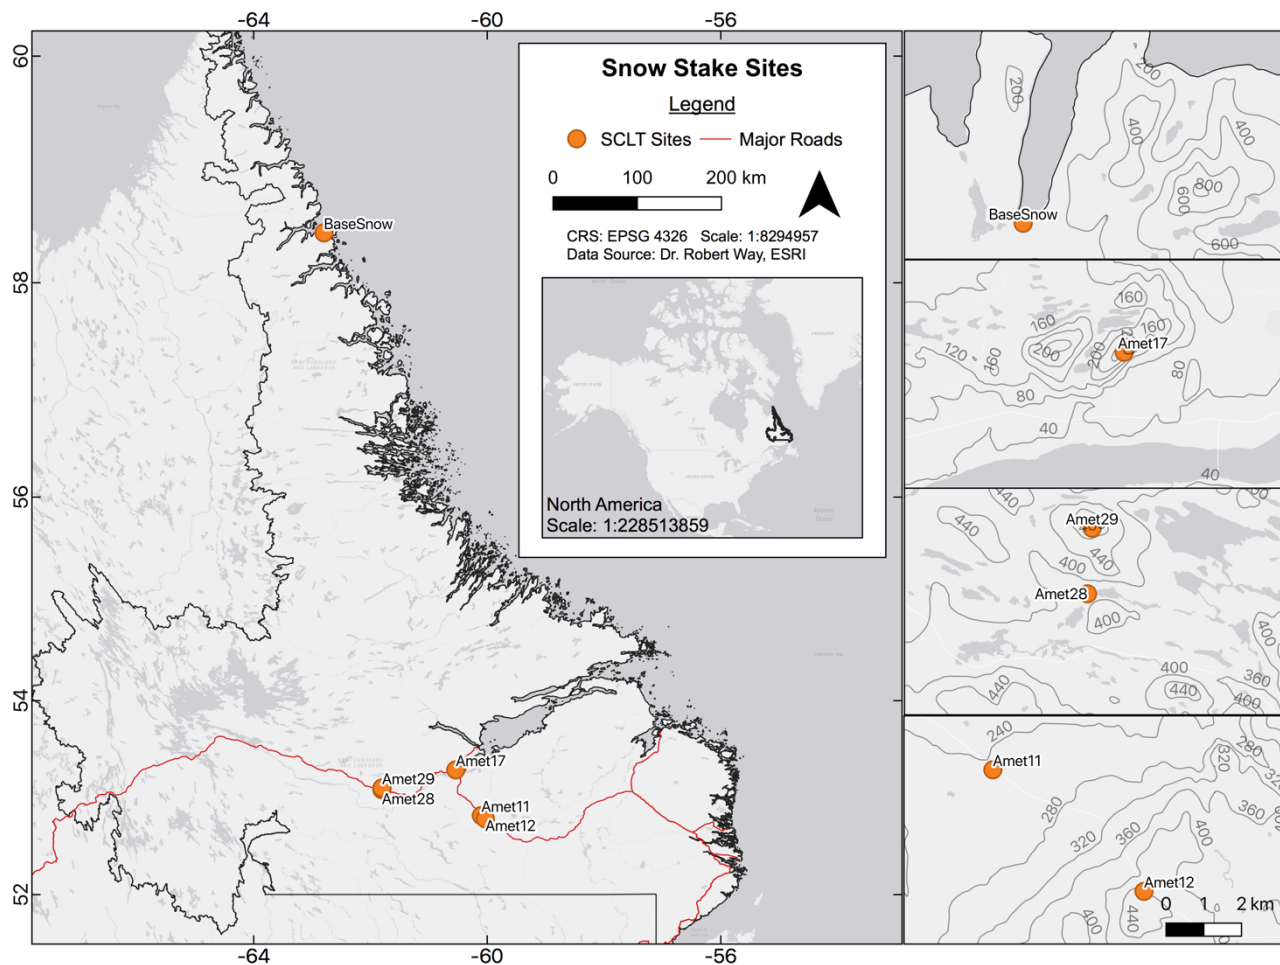 -64
-60
-56
60
58
56
54
52
-64
-60
-56
Snow Stake Sites
Legend
SCLT Sites
Major Roads
0 100 200 km
CRS: EPSG 4326 Scale: 1:8294957
Data Source: Dr. Robert Way, ESRI
North America
Scale: 1:228513859
BaseSnow
Amet17
Amet29
Amet28
Amet11
Amet12
200
200
400
400
800
600
600
BaseSnow
160
160
160
120
160
200
200
Amet17
80
80
40
40
440
440
Amet29
440
400
Amet28
400
400
400
360
440
440
400
240
Amet11
280
320
280
320
360
360
400
Amet12
400
440
0 1 2 km